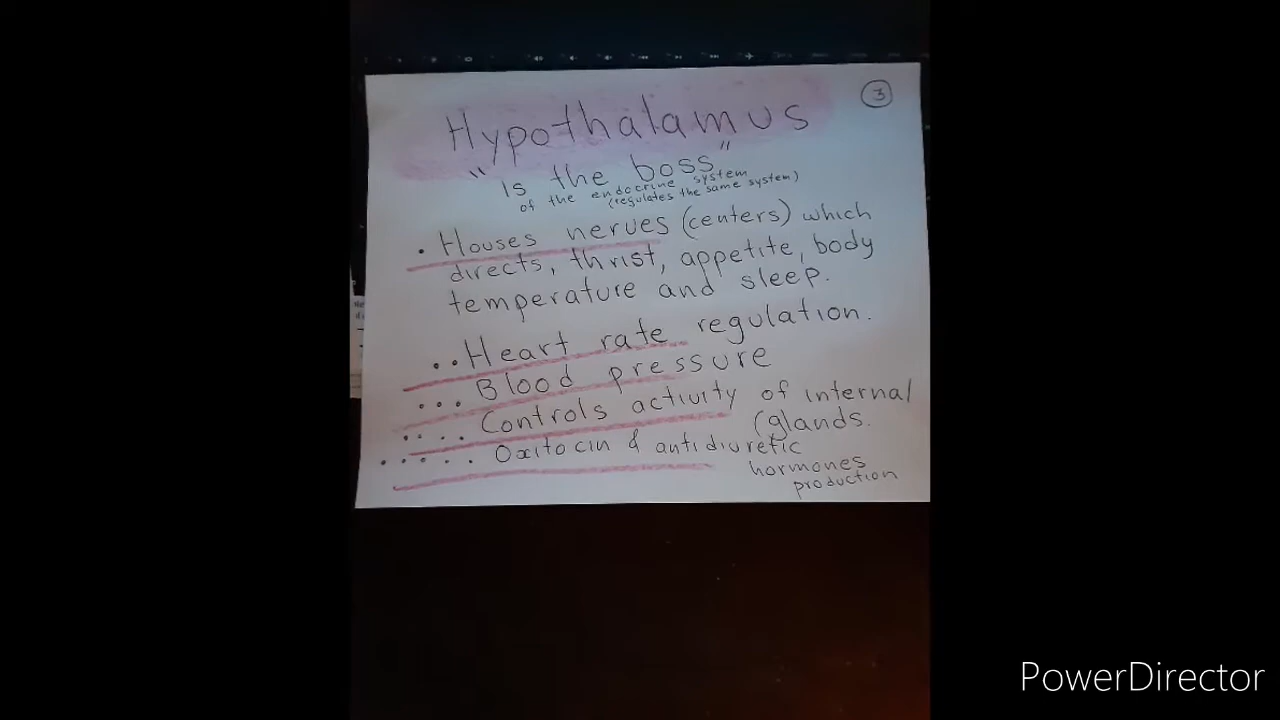 3
Hypothalamus
"is the boss"
of the endocrine system
(regulates the same system)
. Houses nerves (centers) which
directs, thrist, appetite, body
temperature and sleep.
.. Heart rate regulation.
... Blood pressure
.... Controls activity of internal
(glands.
..... Oxitocin & antidiuretic
hormones
production
PowerDirector